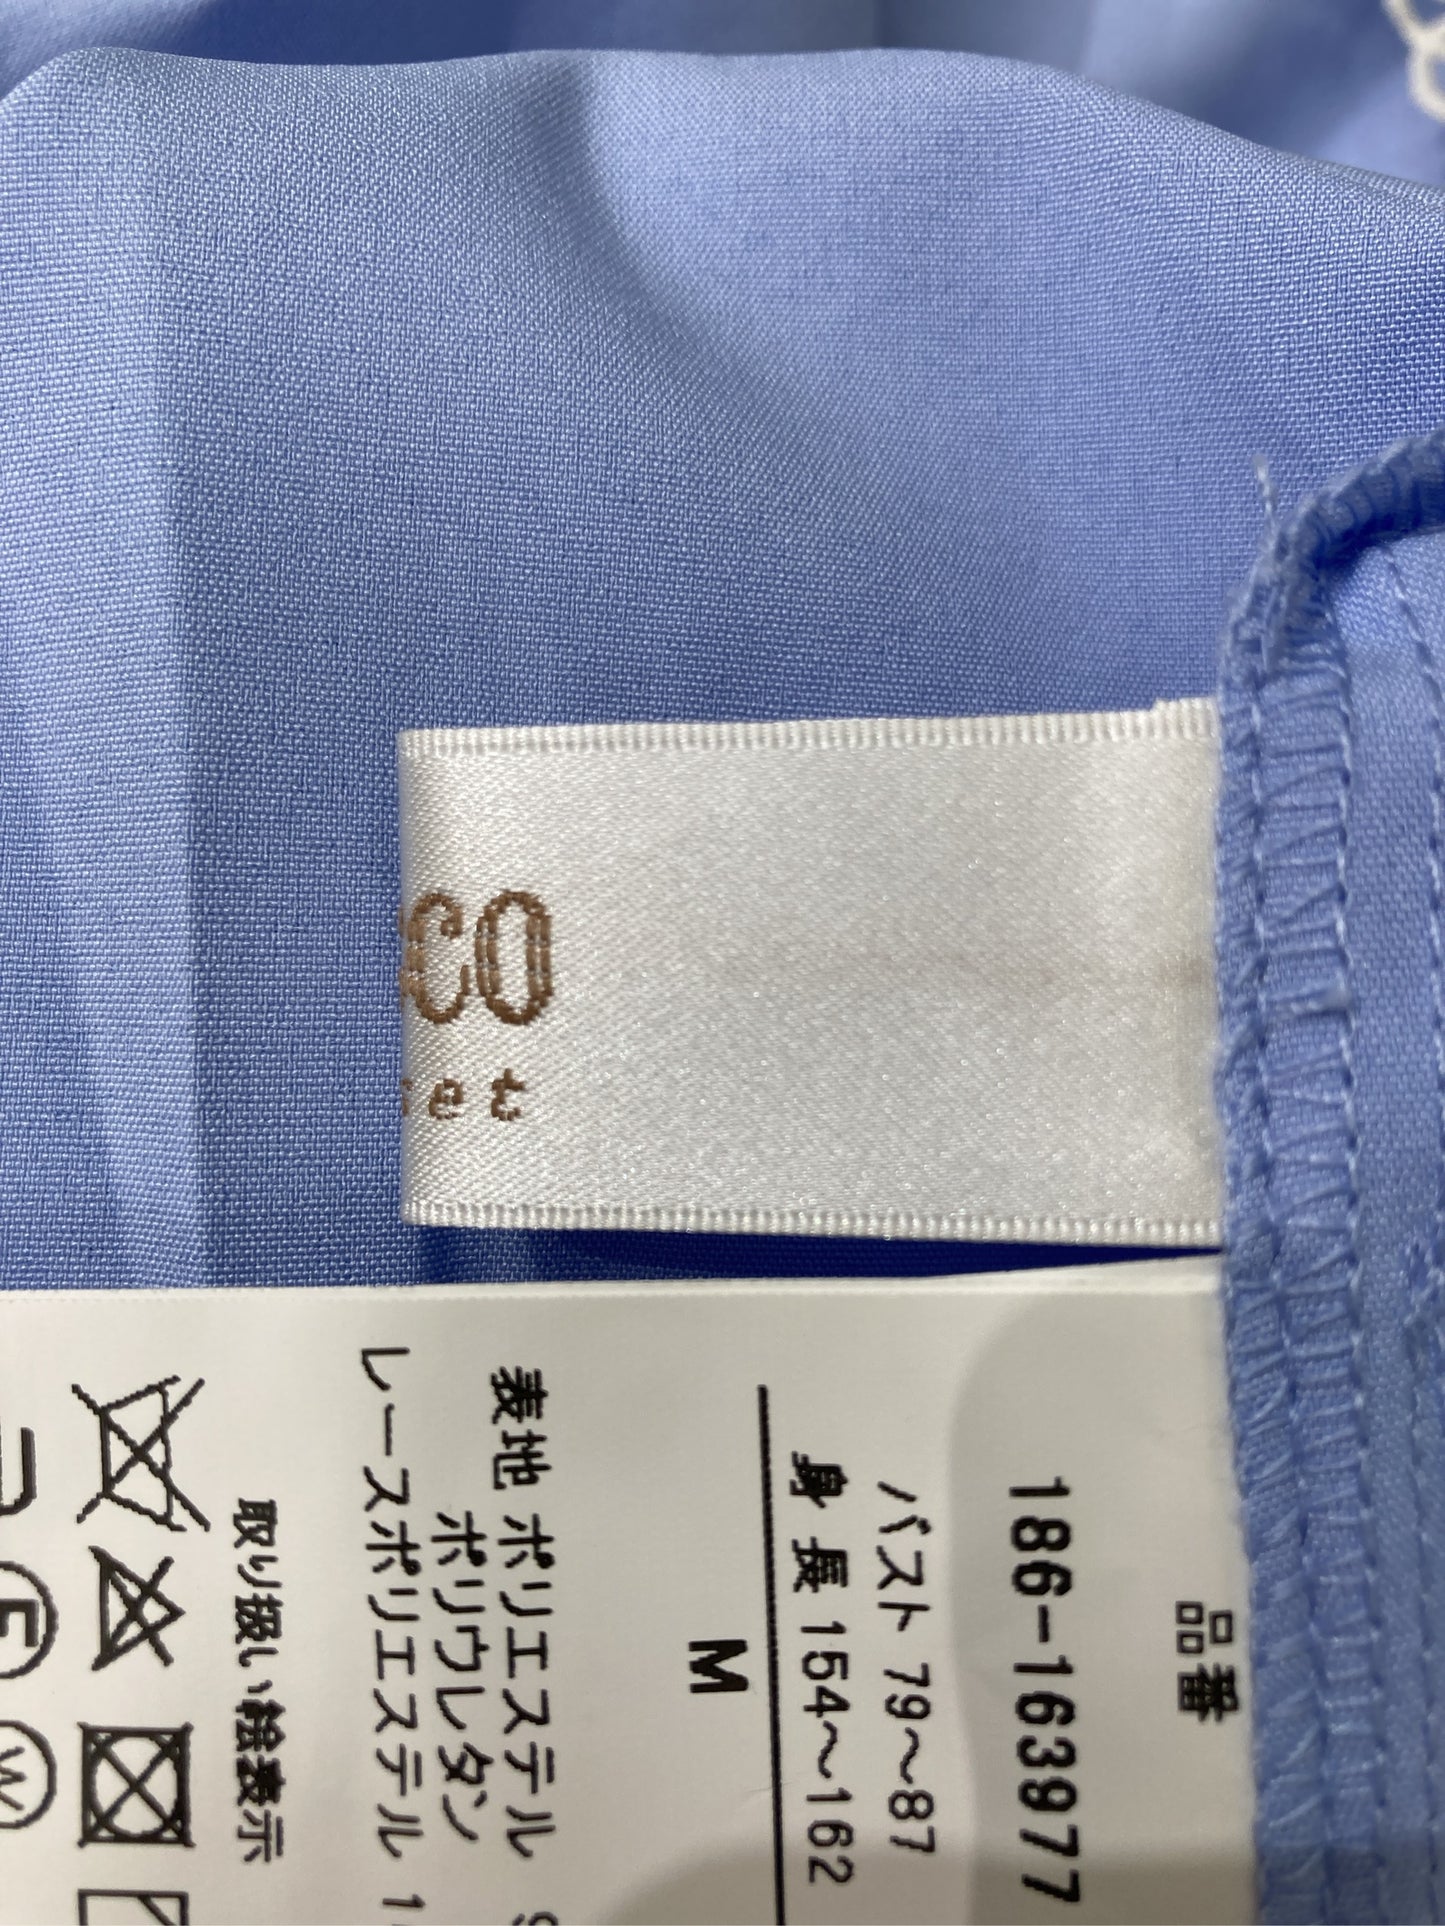 CO
et
品番
186-163977
バスト 79～87
身長 154～162
M
表地 ポリエステル
ポリウレタン
レースポリエステル 1
取り扱い絵表示
F
W